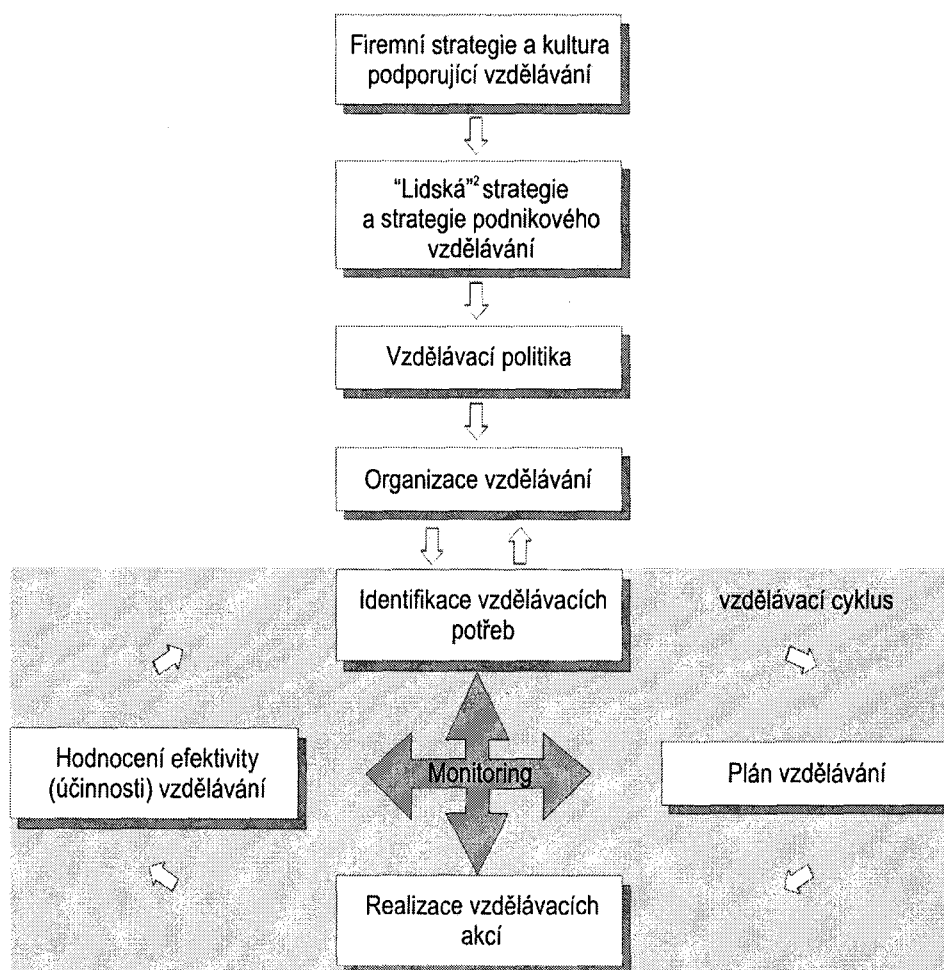 Firemní strategie a kultura
podporující vzdělávání
"Lidská"² strategie
a strategie podnikového
vzdělávání
Vzdělávací politika
Organizace vzdělávání
Identifikace vzdělávacích
potřeb
vzdělávací cyklus
Hodnocení efektivity
(účinnosti) vzdělávání
Monitoring
Plán vzdělávání
Realizace vzdělávacích
akcí